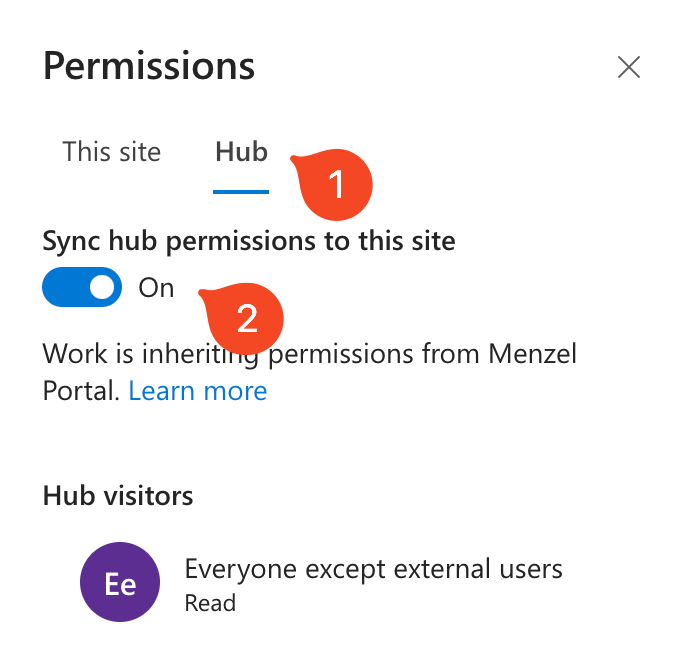 Permissions
This site Hub
1
Sync hub permissions to this site
On
2
Work is inheriting permissions from Menzel
Portal. Learn more
Hub visitors
Ee
Everyone except external users
Read